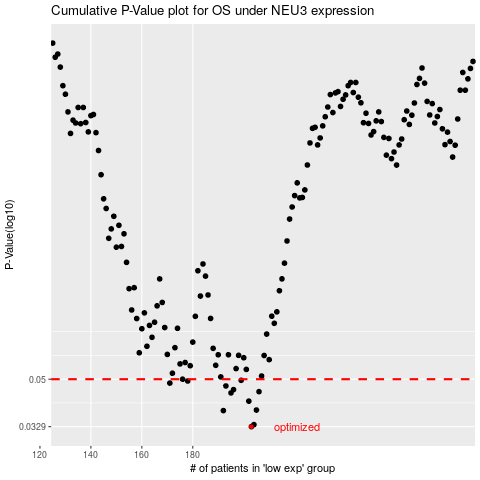 Cumulative P-Value plot for OS under NEU3 expression
P-Value(log10)
0.05
0.0329
optimized
120 140 160 180
# of patients in 'low exp' group